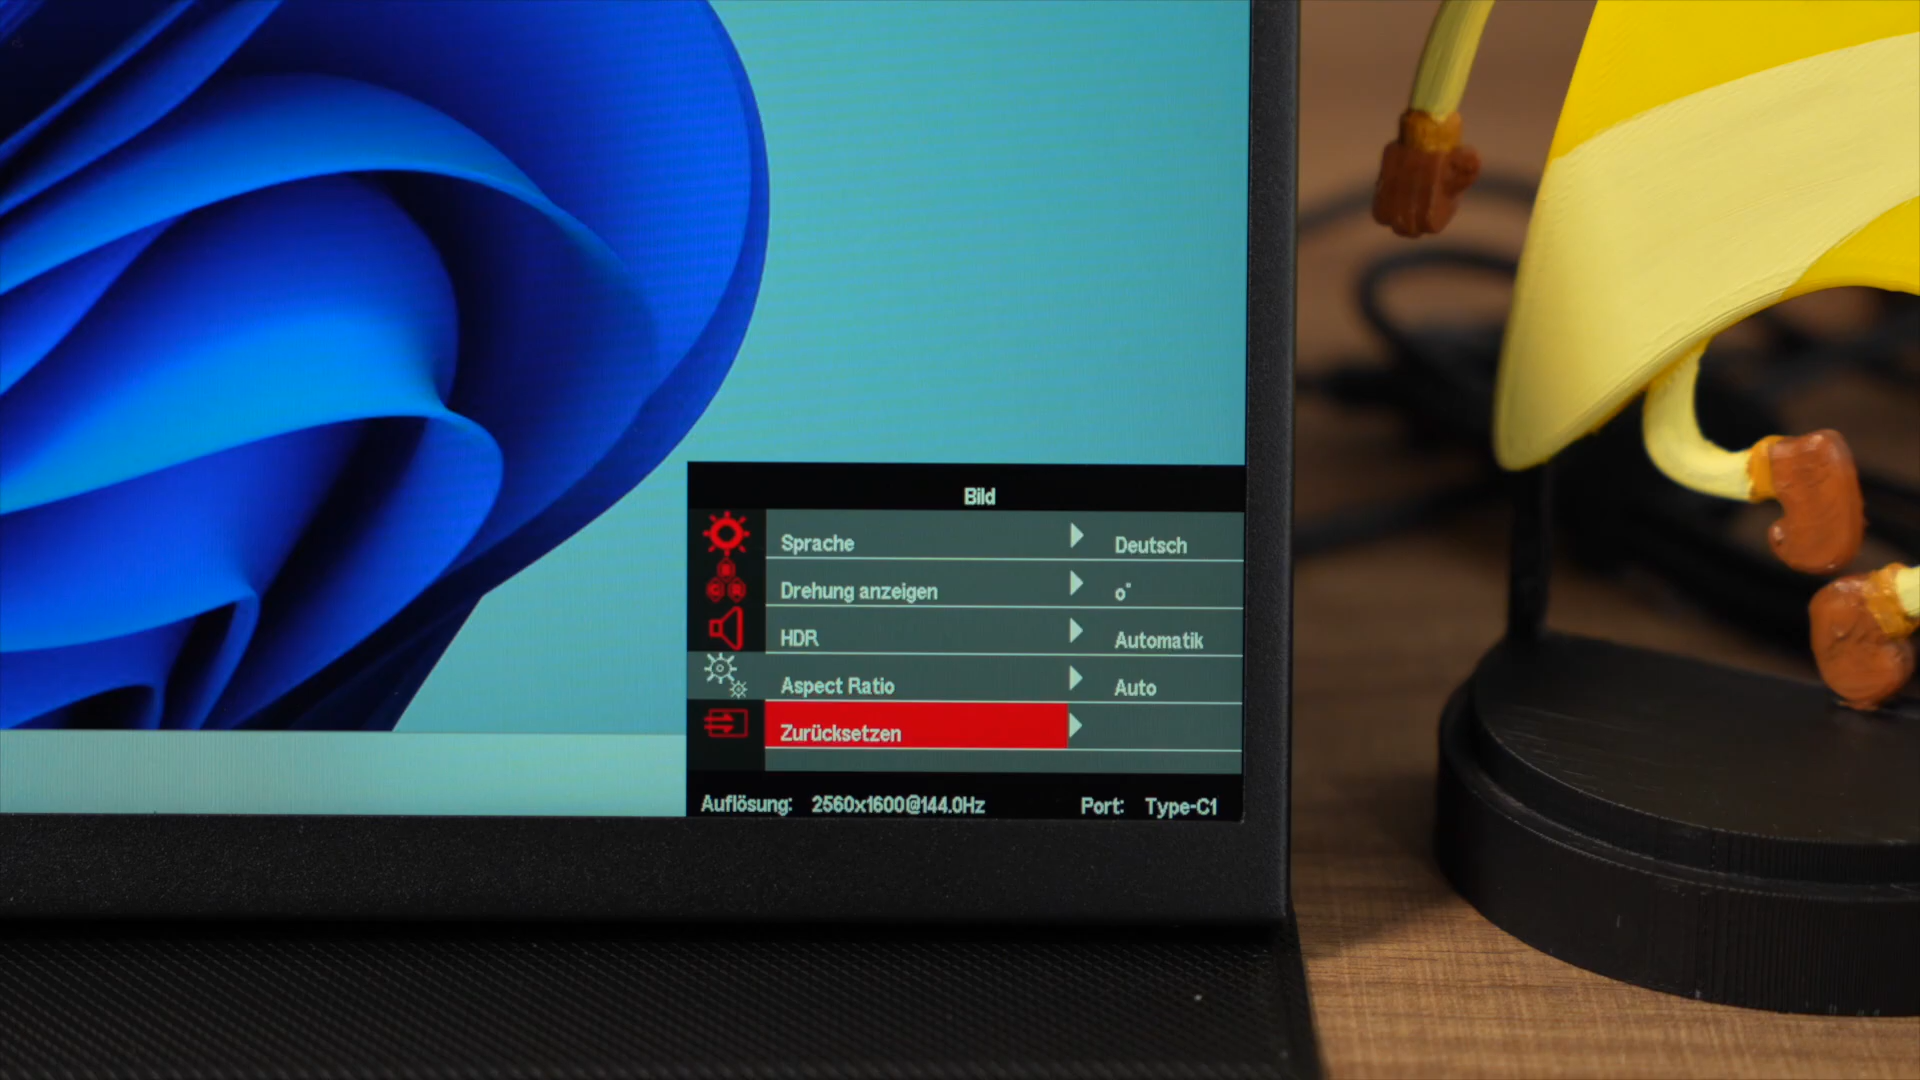 Bild
Sprache Deutsch
Drehung anzeigen 0°
HDR Automatik
Aspect Ratio Auto
Zurücksetzen
Auflösung: 2560x1600@144.0Hz Port: Type-C1